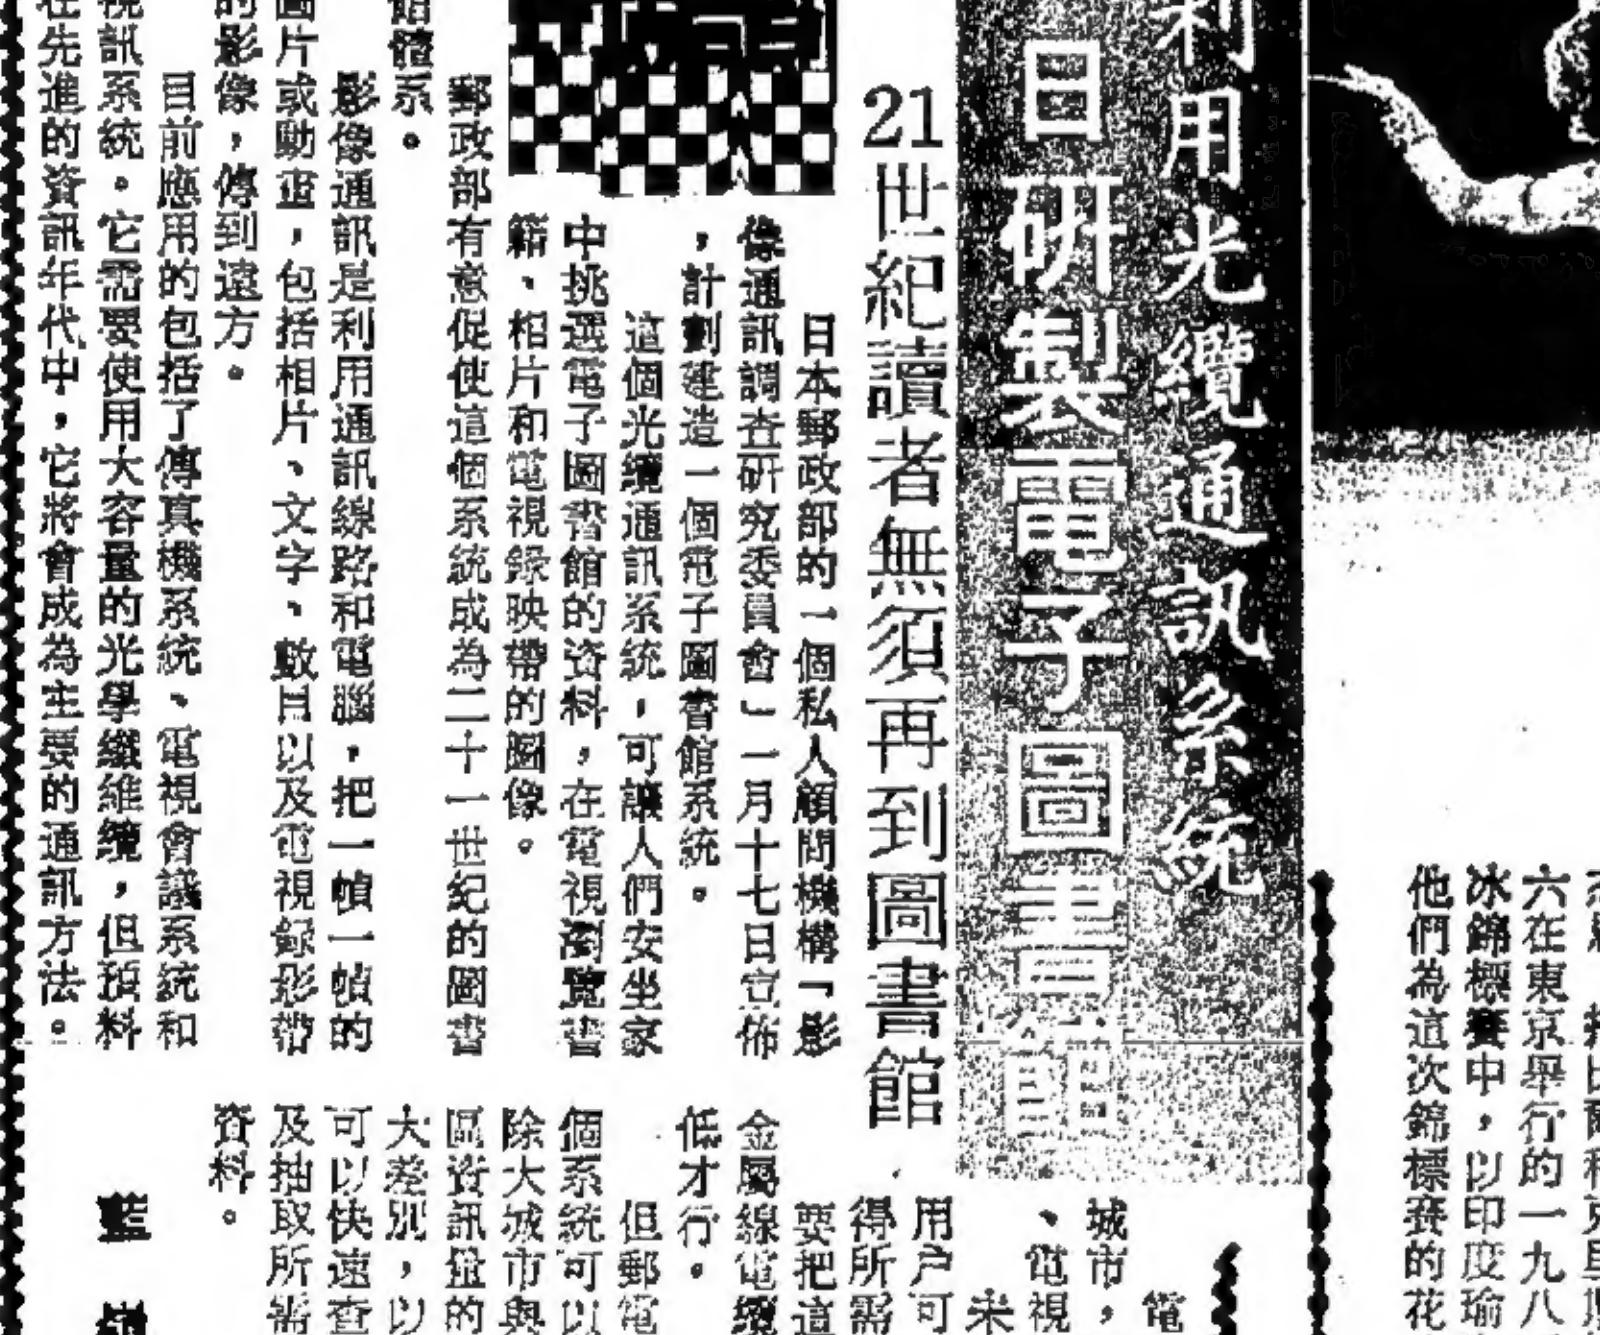 利用光纜通訊系統
日研製電子圖書館
21世紀讀者無須再到圖書館
日本郵政部的一個私人顧問機構「影
像通訊調查研究委員會」一月十七日宣佈
，計劃建造一個電子圖書館系統。
這個光纜通訊系統，可讓人們安坐家
中挑選電子圖書館的資料，在電視瀏覽書
籍、相片和電視錄映帶的圖像。
郵政部有意促使這個系統成為二十一世紀的圖書
館體系。
影像通訊是利用通訊線路和電腦，把一幀一幀的
圖片或動畫，包括相片、文字、數目以及電視錄影帶
的影像，傳到遠方。
目前應用的包括了傳真機系統、電視會議系統和
視訊系統。它需要使用大容量的光學纖維纜，但預料
在先進的資訊年代中，它將會成為主要的通訊方法。
電
城市，
、電視
未
用户可
得所需
要把這
金屬線電纜
低才行。
但郵電
個系統可以
除大城市與
區資訊量的
大差別，以
可以快速查
及抽取所需
資料。
藍
六在東京舉行的一九八
冰錦標賽中，以印度瑜
他們為這次錦標賽的花